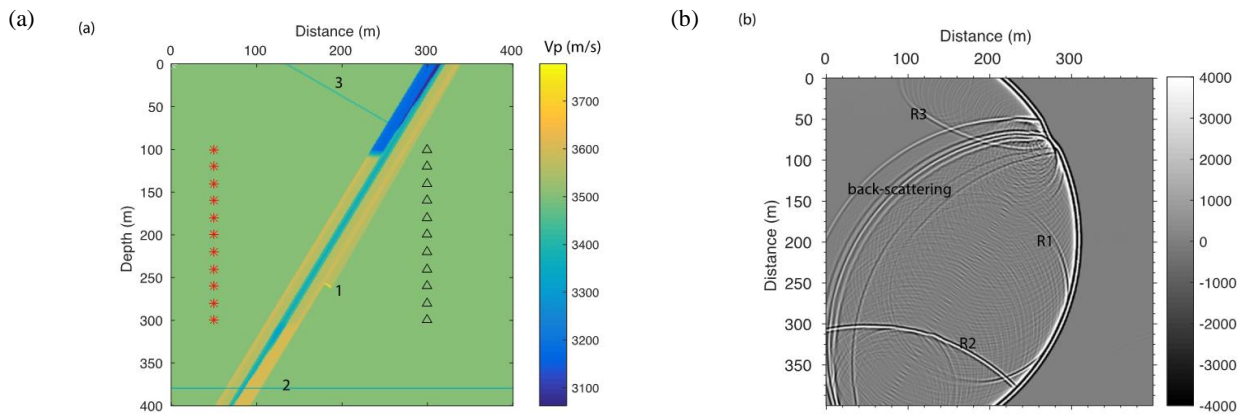 (a)
(a)
Distance (m)
0 100 200 300 400
Vp (m/s)
Depth (m)
0
50
100
150
200
250
300
350
400
3
1
2
3700
3600
3500
3400
3300
3200
3100
(b)
(b)
Distance (m)
0 100 200 300
Distance (m)
0
50
100
150
200
250
300
350
R3
back-scattering
R1
R2
4000
3000
2000
1000
0
-1000
-2000
-3000
-4000